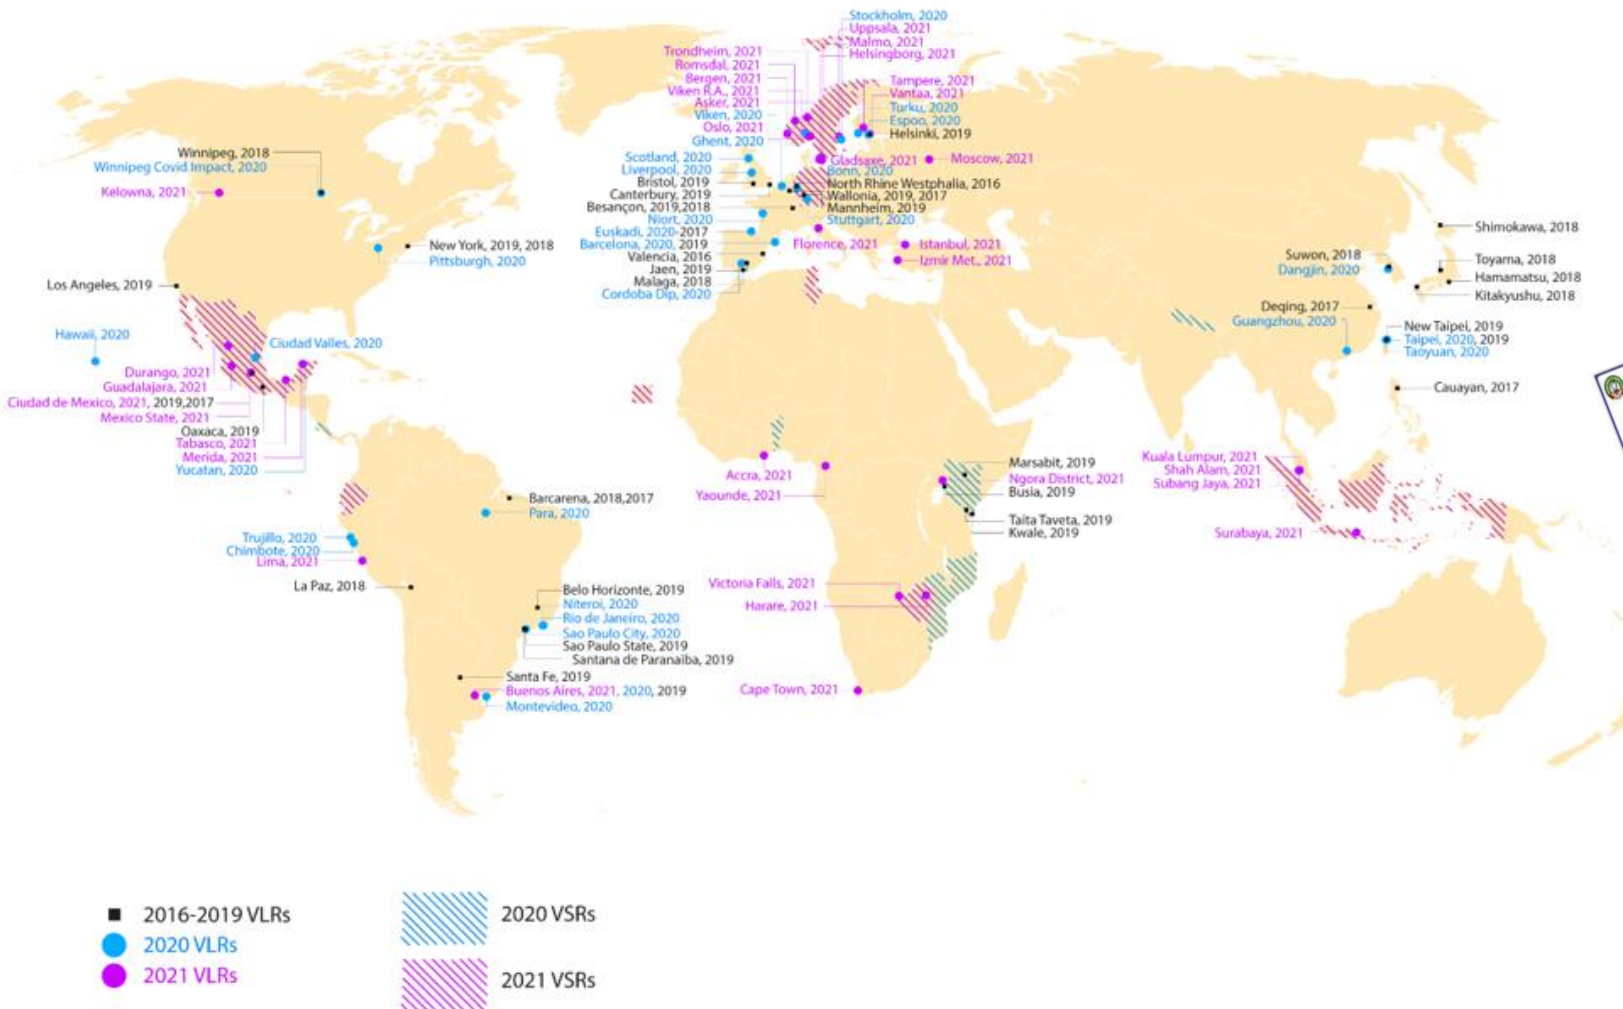 Stockholm, 2020
Uppsala, 2021
Malmo, 2021
Helsingborg, 2021
Trondheim, 2021
Romsdal, 2021
Bergen, 2021
Viken R.A., 2021
Asker, 2021
Viken, 2020
Oslo, 2021
Ghent, 2020
Tampere, 2021
Vantaa, 2021
Turku, 2020
Espoo, 2020
Helsinki, 2019
Winnipeg, 2018
Winnipeg Covid Impact, 2020
Kelowna, 2021
New York, 2019, 2018
Pittsburgh, 2020
Los Angeles, 2019
Hawaii, 2020
Scotland, 2020
Liverpool, 2020
Bristol, 2019
Canterbury, 2019
Besançon, 2019,2018
Niort, 2020
Euskadi, 2020-2017
Barcelona, 2020, 2019
Valencia, 2016
Jaen, 2019
Malaga, 2018
Cordoba Dip, 2020
Gladsaxe, 2021
Moscow, 2021
Bonn, 2020
North Rhine Westphalia, 2016
Wallonia, 2019, 2017
Mannheim, 2019
Stuttgart, 2020
Florence, 2021
Istanbul, 2021
Izmir Met., 2021
Shimokawa, 2018
Suwon, 2018
Dangjin, 2020
Toyama, 2018
Hamamatsu, 2018
Kitakyushu, 2018
Deqing, 2017
Guangzhou, 2020
New Taipei, 2019
Taipei, 2020, 2019
Taoyuan, 2020
Cauayan, 2017
Ciudad Valles, 2020
Durango, 2021
Guadalajara, 2021
Ciudad de Mexico, 2021, 2019,2017
Mexico State, 2021
Oaxaca, 2019
Tabasco, 2021
Merida, 2021
Yucatan, 2020
Barcarena, 2018,2017
Para, 2020
Trujillo, 2020
Chimbote, 2020
Lima, 2021
La Paz, 2018
Belo Horizonte, 2019
Niteroi, 2020
Rio de Janeiro, 2020
Sao Paulo City, 2020
Sao Paulo State, 2019
Santana de Paranaiba, 2019
Santa Fe, 2019
Buenos Aires, 2021, 2020, 2019
Montevideo, 2020
Accra, 2021
Yaounde, 2021
Marsabit, 2019
Ngora District, 2021
Busia, 2019
Taita Taveta, 2019
Kwale, 2019
Victoria Falls, 2021
Harare, 2021
Cape Town, 2021
Kuala Lumpur, 2021
Shah Alam, 2021
Subang Jaya, 2021
Surabaya, 2021
2016-2019 VLRs
2020 VLRs
2021 VLRs
2020 VSRs
2021 VSRs